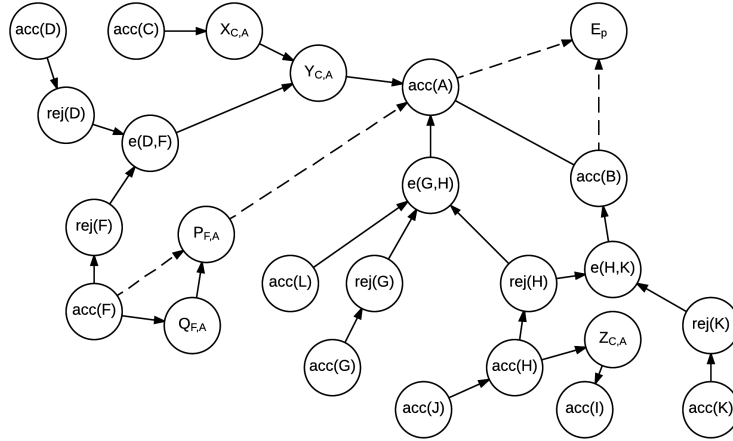 acc(D)
acc(C)
X_{C,A}
E_p
Y_{C,A}
acc(A)
rej(D)
e(D,F)
e(G,H)
acc(B)
rej(F)
P_{F,A}
acc(L)
rej(G)
rej(H)
e(H,K)
acc(F)
Q_{F,A}
rej(K)
Z_{C,A}
acc(G)
acc(H)
acc(J)
acc(I)
acc(K)